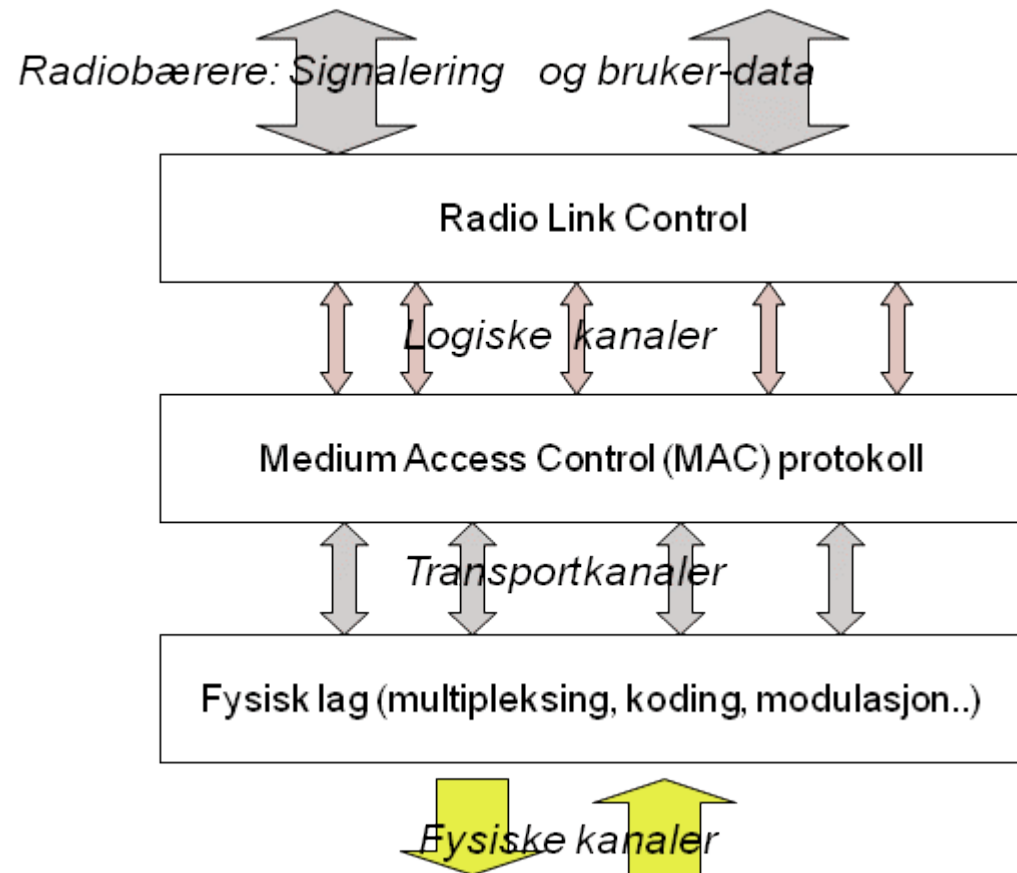 Radiobærere: Signalering og bruker-data
Radio Link Control
Logiske kanaler
Medium Access Control (MAC) protokoll
Transportkanaler
Fysisk lag (multipleksing, koding, modulasjon..)
Fysiske kanaler